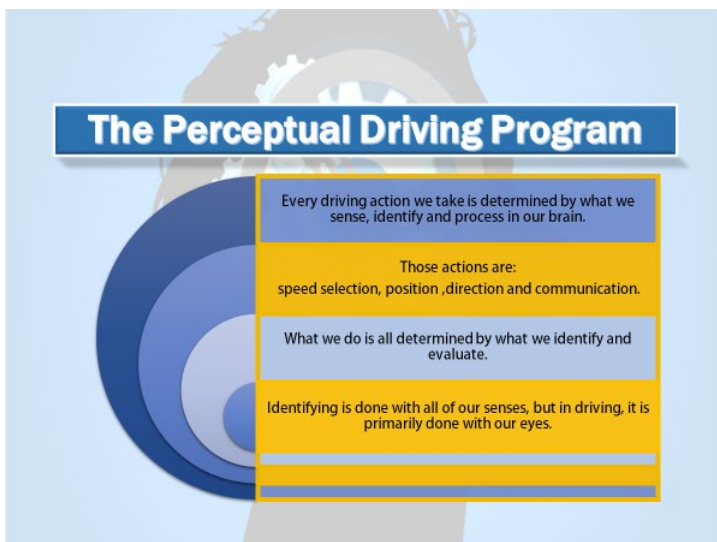 The Perceptual Driving Program
Every driving action we take is determined by what we
sense, identify and process in our brain.
Those actions are:
speed selection, position ,direction and communication.
What we do is all determined by what we identify and
evaluate.
Identifying is done with all of our senses, but in driving, it is
primarily done with our eyes.